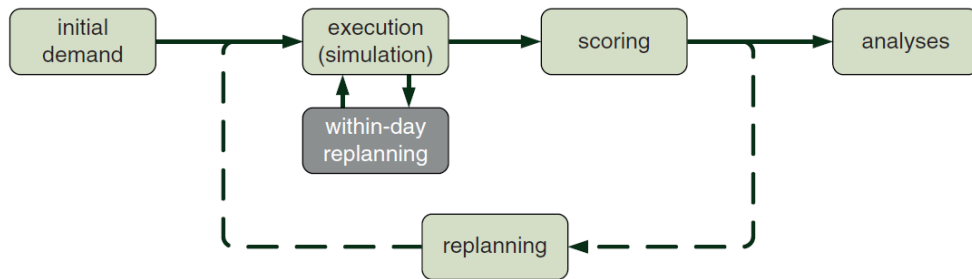 initial
demand
execution
(simulation)
scoring
analyses
within-day
replanning
replanning